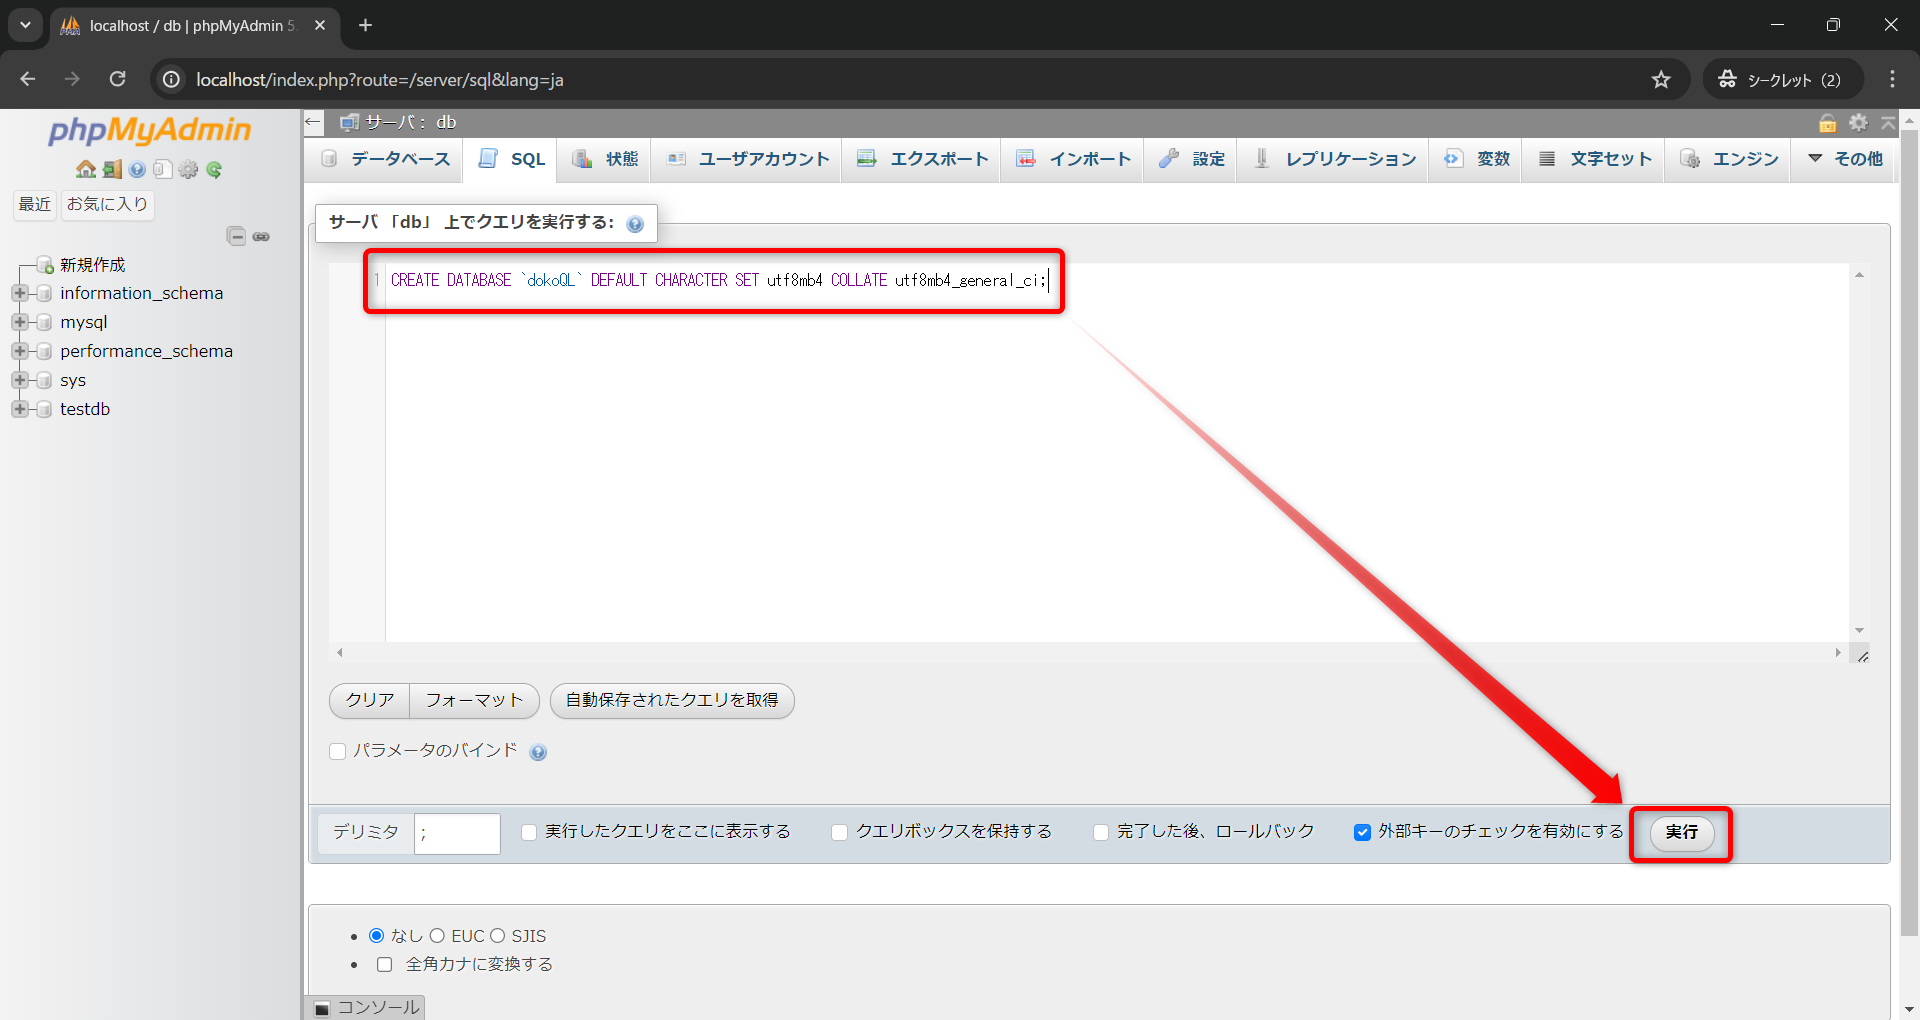 localhost / db | phpMyAdmin 5.
localhost/index.php?route=/server/sql&lang=ja
シークレット（2）
phpMyAdmin
最近 お気に入り
新規作成
information_schema
mysql
performance_schema
sys
testdb
サーバ： db
データベース SQL 状態 ユーザアカウント エクスポート インポート 設定 レプリケーション 変数 文字セット エンジン その他
サーバ 「db」 上でクエリを実行する:
1 CREATE DATABASE `dokoQL` DEFAULT CHARACTER SET utf8mb4 COLLATE utf8mb4_general_ci;
クリア フォーマット 自動保存されたクエリを取得
パラメータのバインド
デリミタ ; 実行したクエリをここに表示する クエリボックスを保持する 完了した後、ロールバック 外部キーのチェックを有効にする 実行
なし EUC SJIS
全角カナに変換する
コンソール